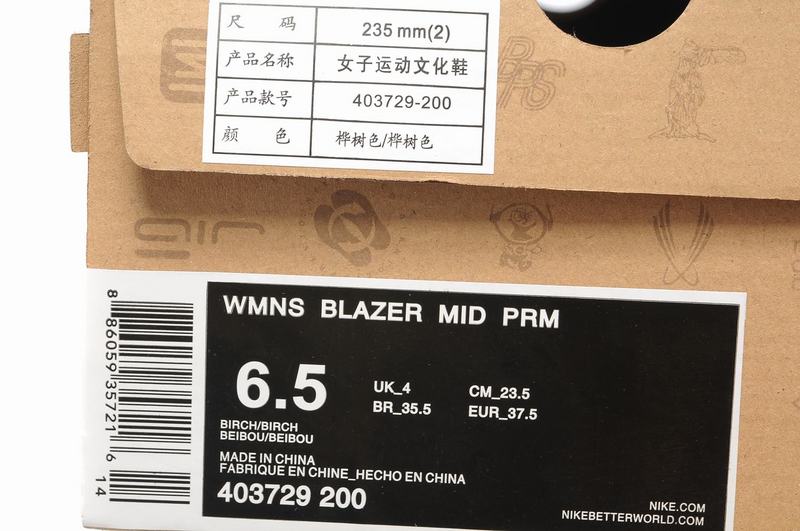 尺 码 235 mm(2)
产品名称 女子运动文化鞋
产品款号 403729-200
颜 色 桦树色/桦树色
WMNS BLAZER MID PRM
6.5
UK_4 CM_23.5
BR_35.5 EUR_37.5
BIRCH/BIRCH
BEIBOU/BEIBOU
MADE IN CHINA
FABRIQUE EN CHINE_HECHO EN CHINA
403729 200
NIKE.COM
NIKEBETTERWORLD.COM
8 86059 35721 6
14